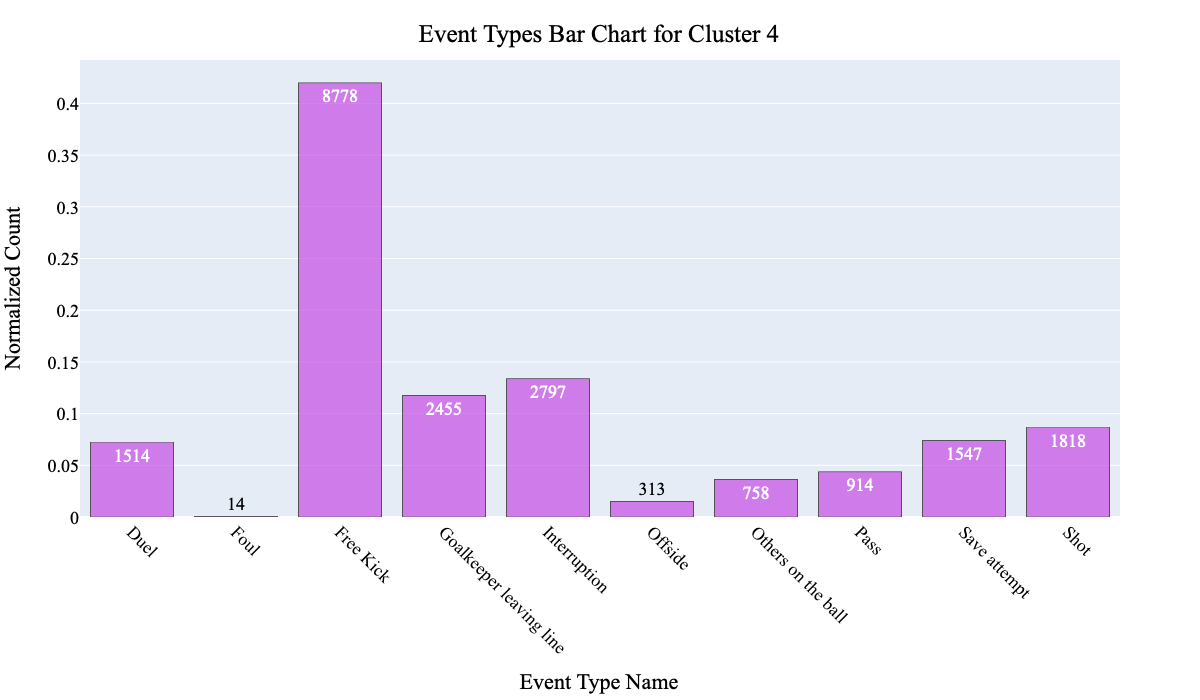 Event Types Bar Chart for Cluster 4
Normalized Count
0.4
0.35
0.3
0.25
0.2
0.15
0.1
0.05
0
1514
14
8778
2455
2797
313
758
914
1547
1818
Duel
Foul
Free Kick
Goalkeeper leaving line
Interruption
Offside
Others on the ball
Pass
Save attempt
Shot
Event Type Name